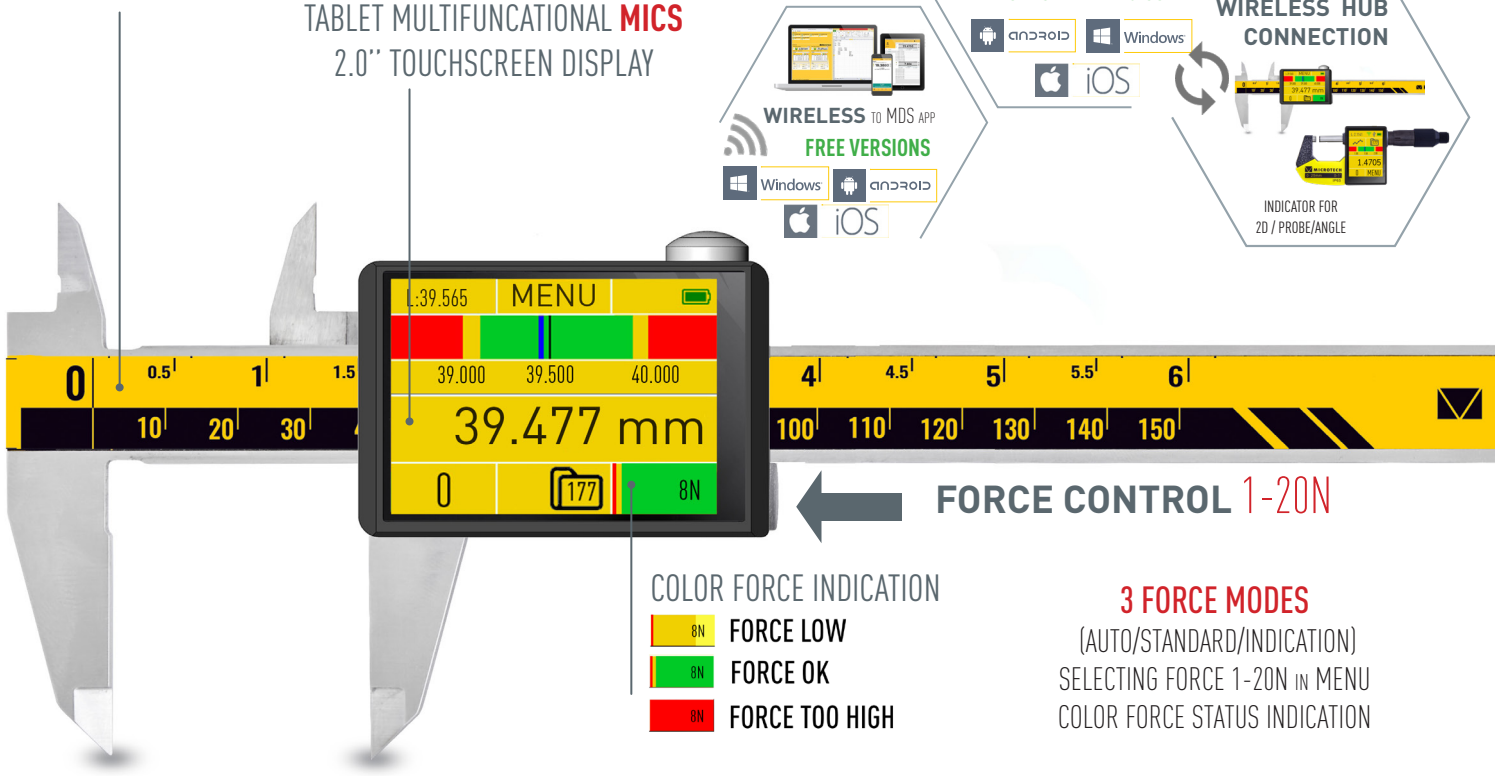 TABLET MULTIFUNCATIONAL MICS
2.0'' TOUCHSCREEN DISPLAY
WIRELESS TO MDS APP
FREE VERSIONS
Windows
android
iOS
android
Windows
iOS
WIRELESS HUB
CONNECTION
39.477 mm
MICROTECH
1.4705
0 MENU
INDICATOR FOR
2D / PROBE/ANGLE
L:39.565 MENU
39.000 39.500 40.000
39.477 mm
0 177 8N
0 0.5 1 1.5 4 4.5 5 5.5 6
10 20 30 100 110 120 130 140 150
FORCE CONTROL 1-20N
COLOR FORCE INDICATION
8N FORCE LOW
8N FORCE OK
8N FORCE TOO HIGH
3 FORCE MODES
(AUTO/STANDARD/INDICATION)
SELECTING FORCE 1-20N IN MENU
COLOR FORCE STATUS INDICATION